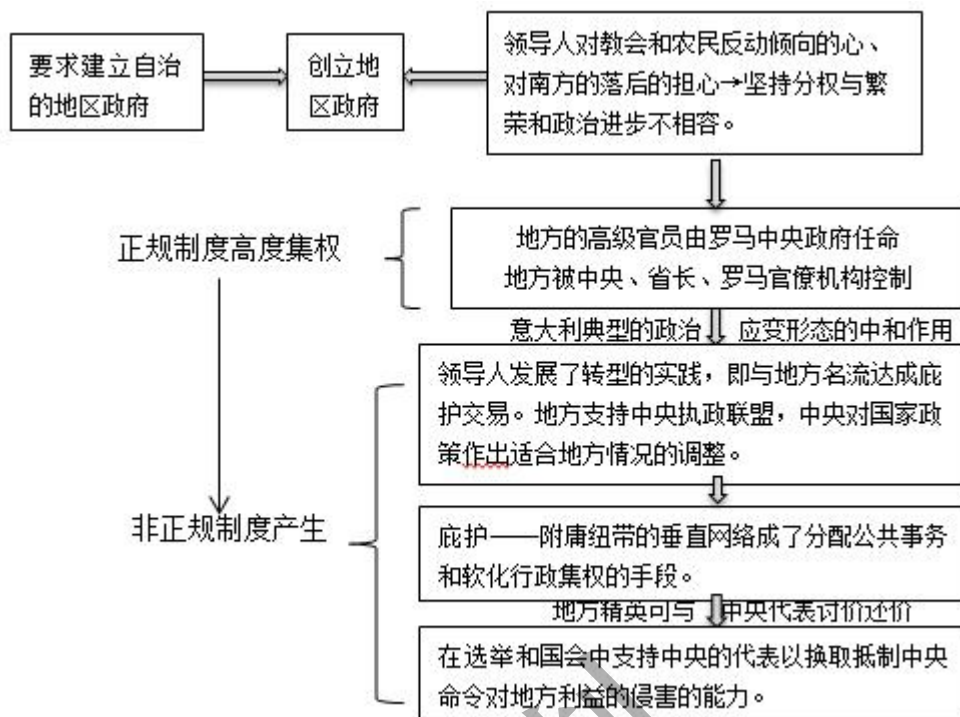 要求建立自治
的地区政府
创立地
区政府
领导人对教会和农民反动倾向的心、
对南方的落后的担心→坚持分权与繁
荣和政治进步不相容。
正规制度高度集权
地方的高级官员由罗马中央政府任命
地方被中央、省长、罗马官僚机构控制
意大利典型的政治 应变形态的中和作用
领导人发展了转型的实践，即与地方名流达成庇
护交易。地方支持中央执政联盟，中央对国家政
策作出适合地方情况的调整。
非正规制度产生
庇护——附庸纽带的垂直网络成了分配公共事务
和软化行政集权的手段。
地方精英可与 中央代表讨价还价
在选举和国会中支持中央的代表以换取抵制中央
命令对地方利益的侵害的能力。